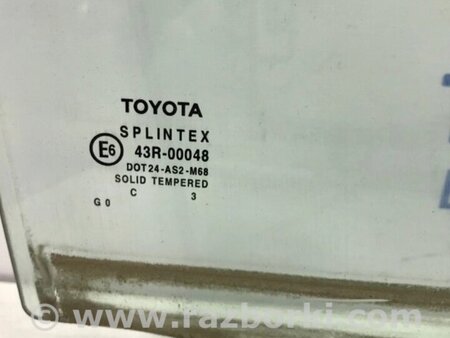 TOYOTA
SPLINTEX
E6 43R-00048
DOT24-AS2-M68
SOLID TEMPERED
C 3
G0
www.razborki.com